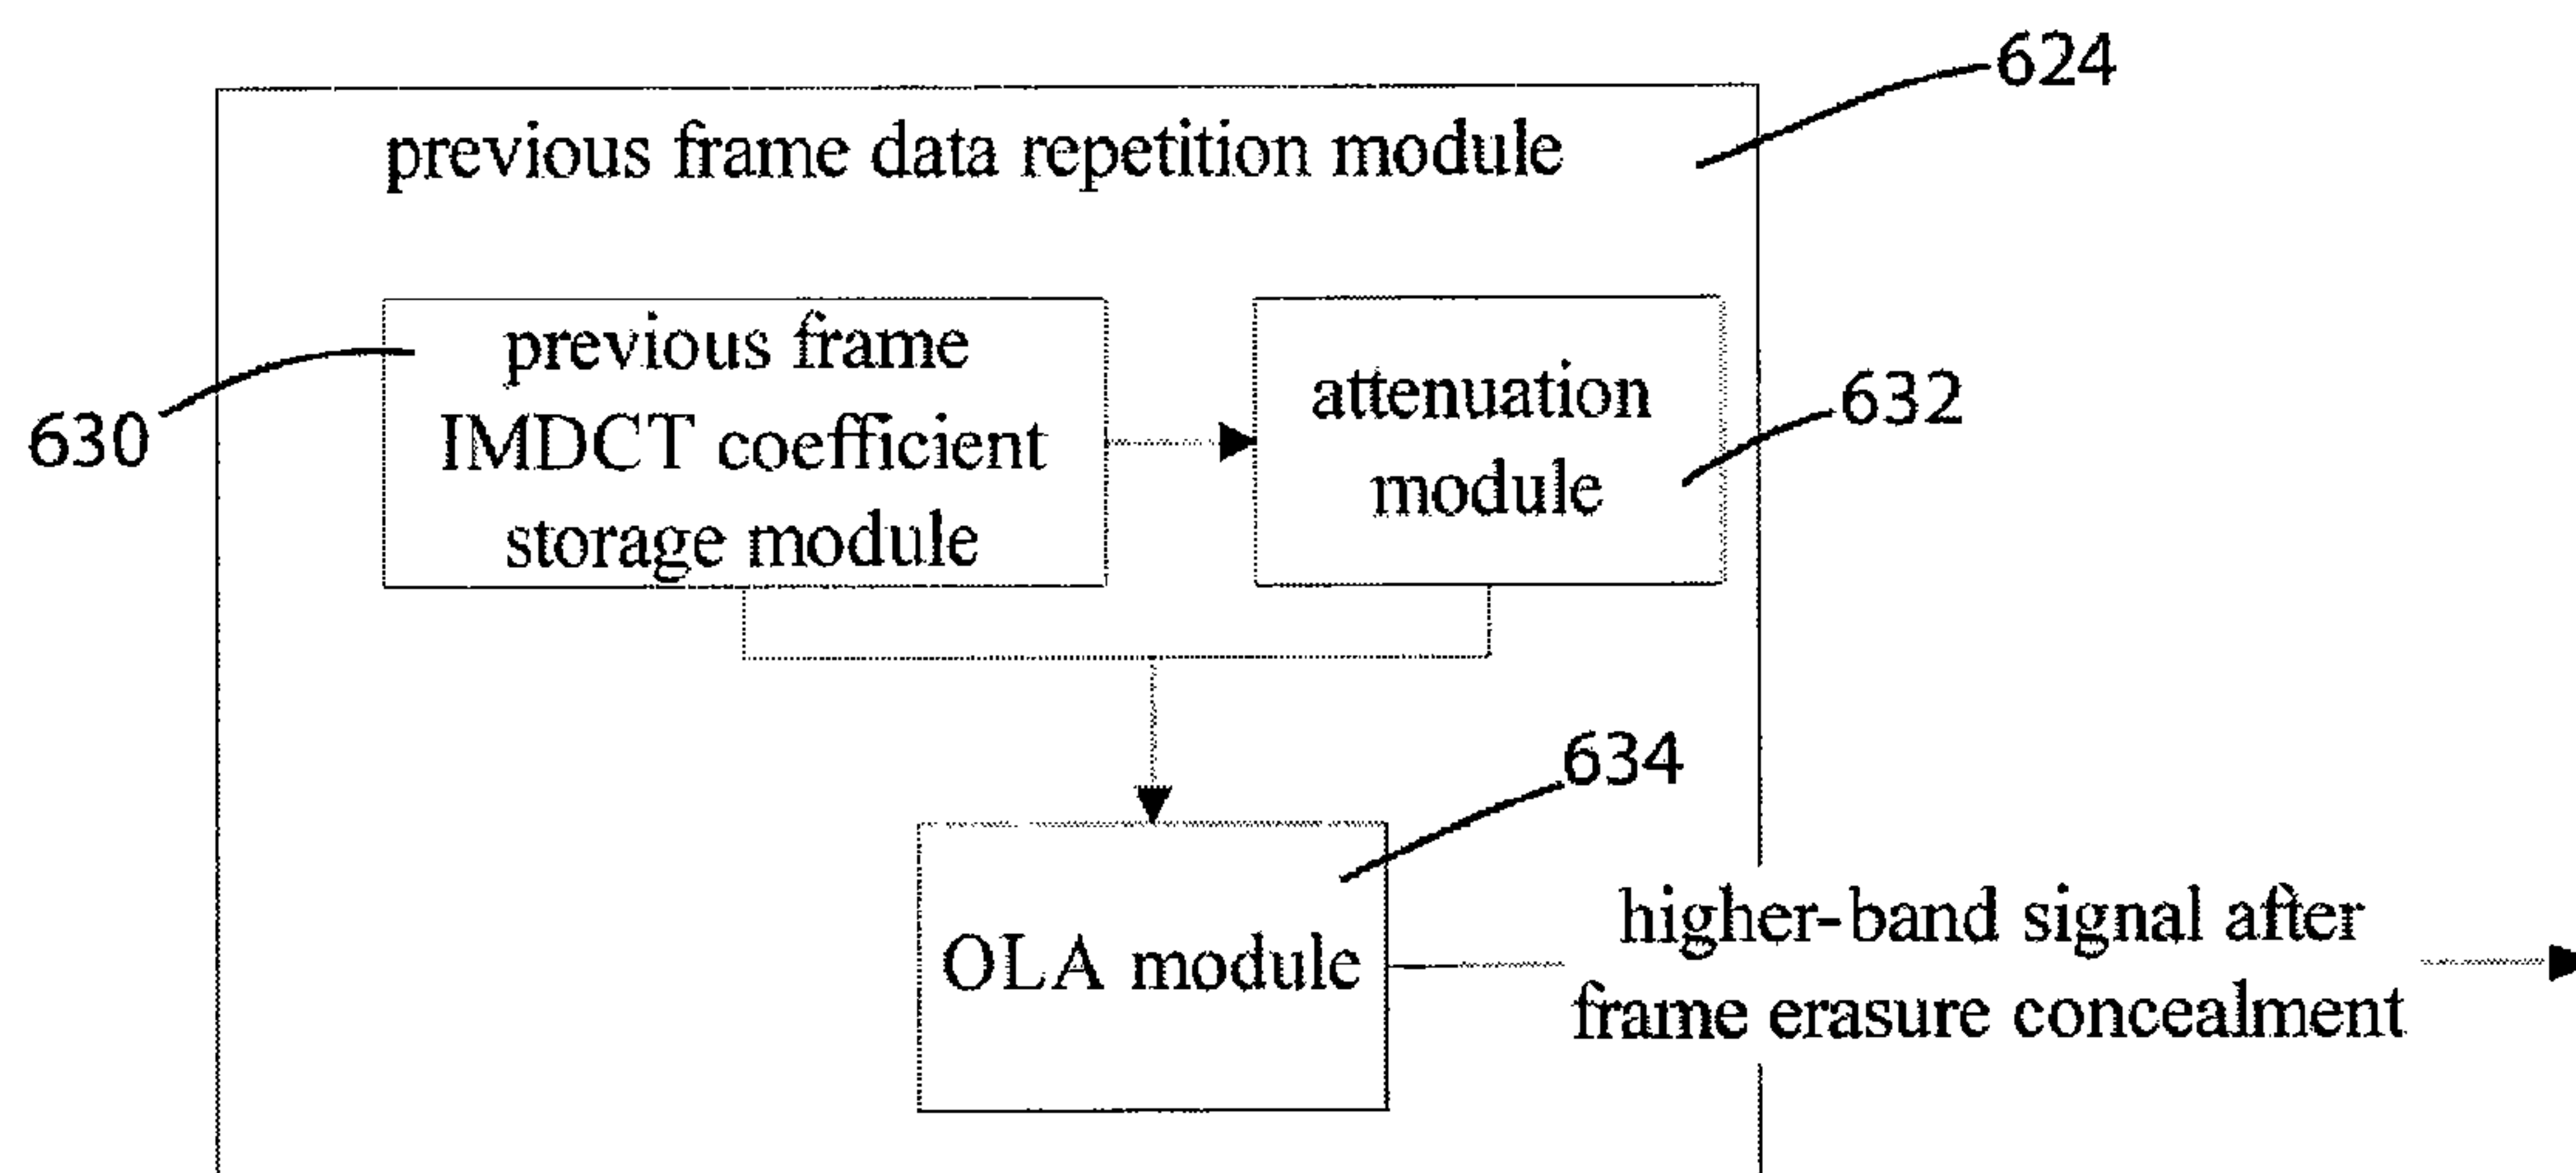 624
previous frame data repetition module
previous frame
IMDCT coefficient
storage module
630
attenuation
module
632
634
OLA module
higher-band signal after
frame erasure concealment